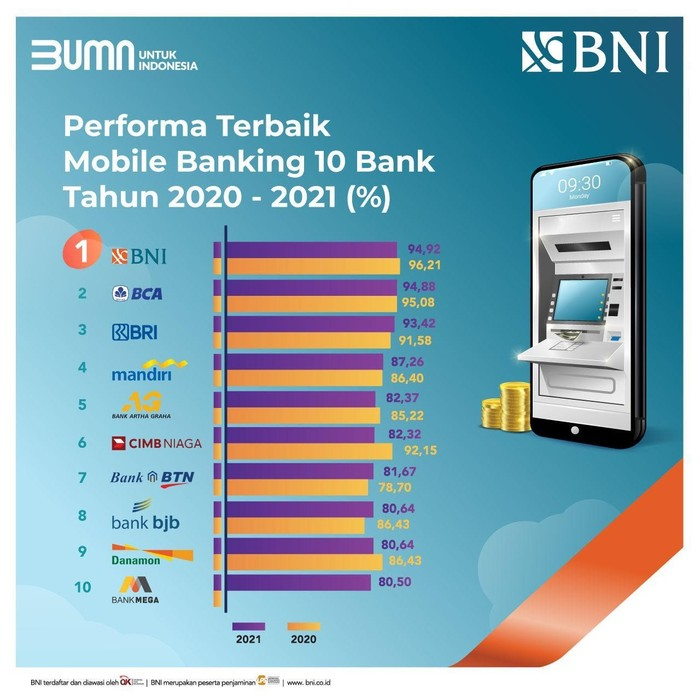 BUMN UNTUK
INDONESIA
BNI
Performa Terbaik
Mobile Banking 10 Bank
Tahun 2020 - 2021 (%)
09:30
Monday
1 BNI 94,92
96,21
2 BCA 94,88
95,08
3 BRI 93,42
91,58
4 mandiri 87,26
86,40
5 AG BANK ARTHA GRAHA 82,37
85,22
6 CIMB NIAGA 82,32
92,15
7 Bank BTN 81,67
78,70
8 bank bjb 80,64
86,43
9 Danamon 80,64
86,43
10 BANK MEGA 80,50
2021 2020
BNI terdaftar dan diawasi oleh OJK | BNI merupakan peserta penjaminan | www. bni.co.id